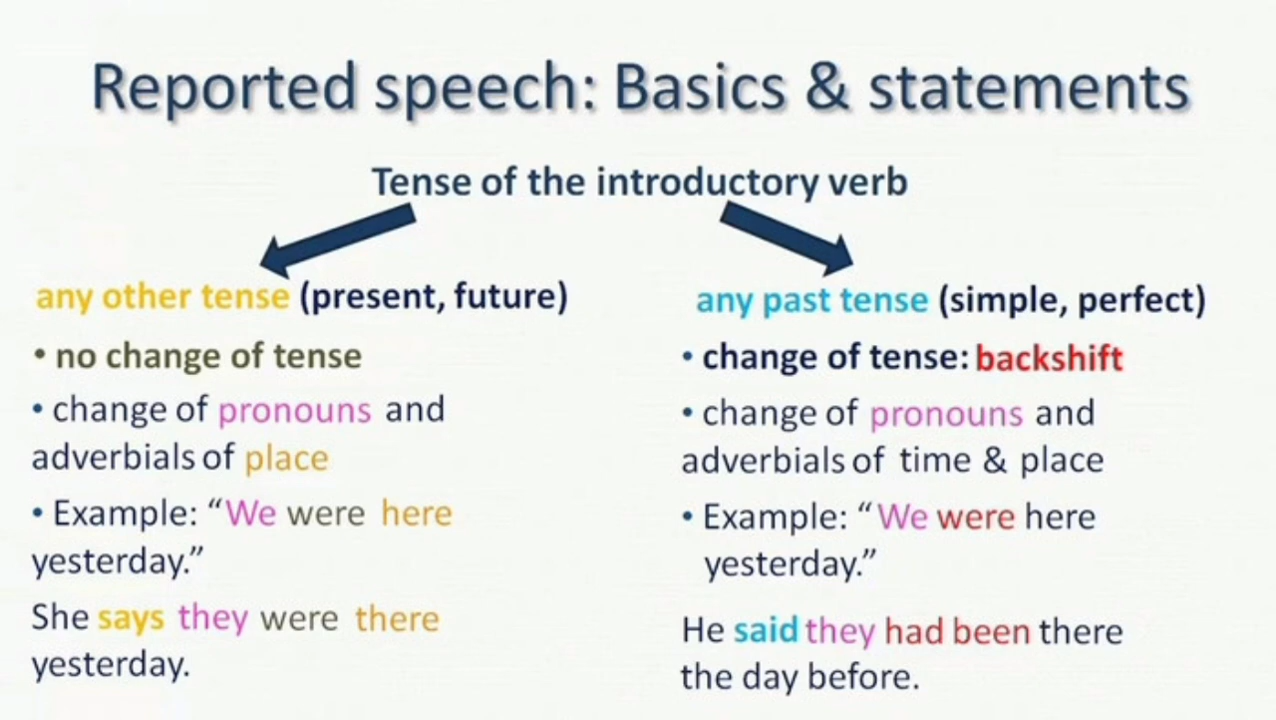 Reported speech: Basics & statements
Tense of the introductory verb
any other tense (present, future)
• no change of tense
• change of pronouns and
adverbials of place
• Example: “We were here
yesterday.”
She says they were there
yesterday.
any past tense (simple, perfect)
• change of tense: backshift
• change of pronouns and
adverbials of time & place
• Example: “We were here
yesterday.”
He said they had been there
the day before.